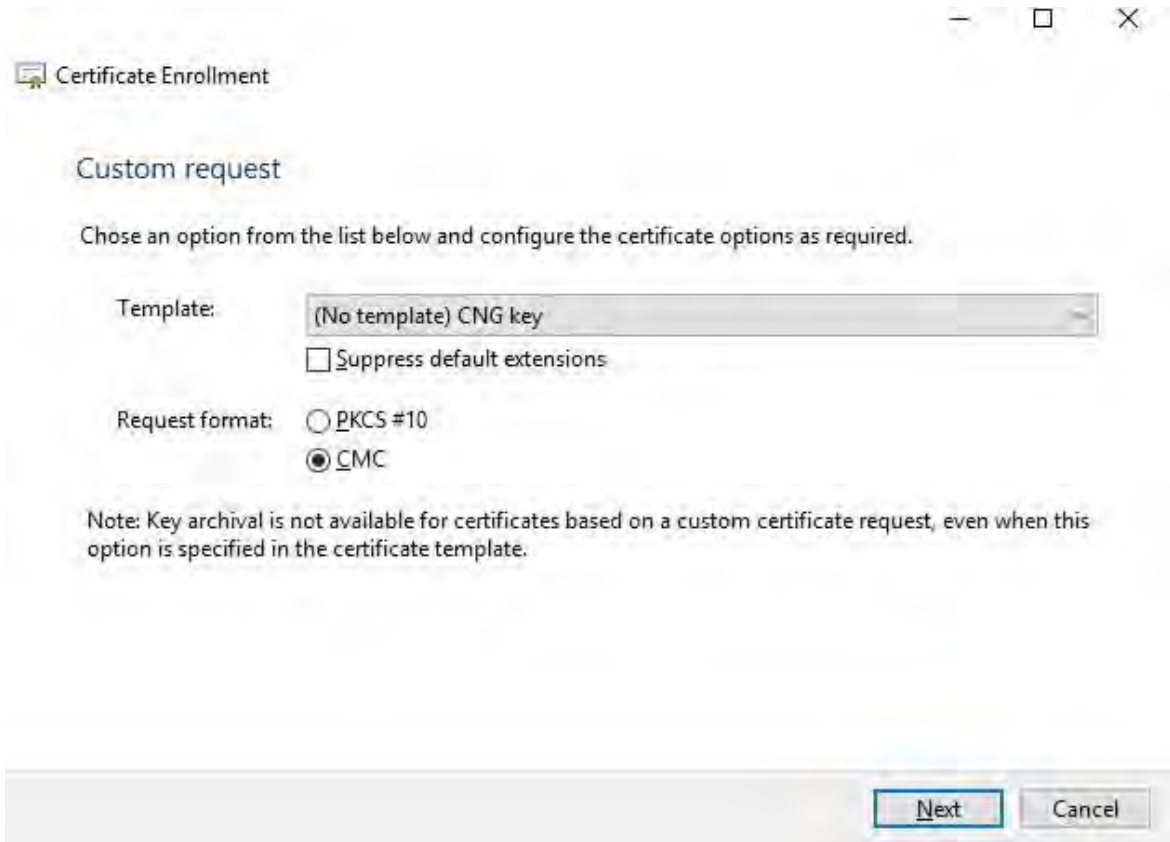 Certificate Enrollment
Custom request
Chose an option from the list below and configure the certificate options as required.
Template:
(No template) CNG key
Suppress default extensions
Request format:
PKCS #10
CMC
Note: Key archival is not available for certificates based on a custom certificate request, even when this
option is specified in the certificate template.
Next
Cancel